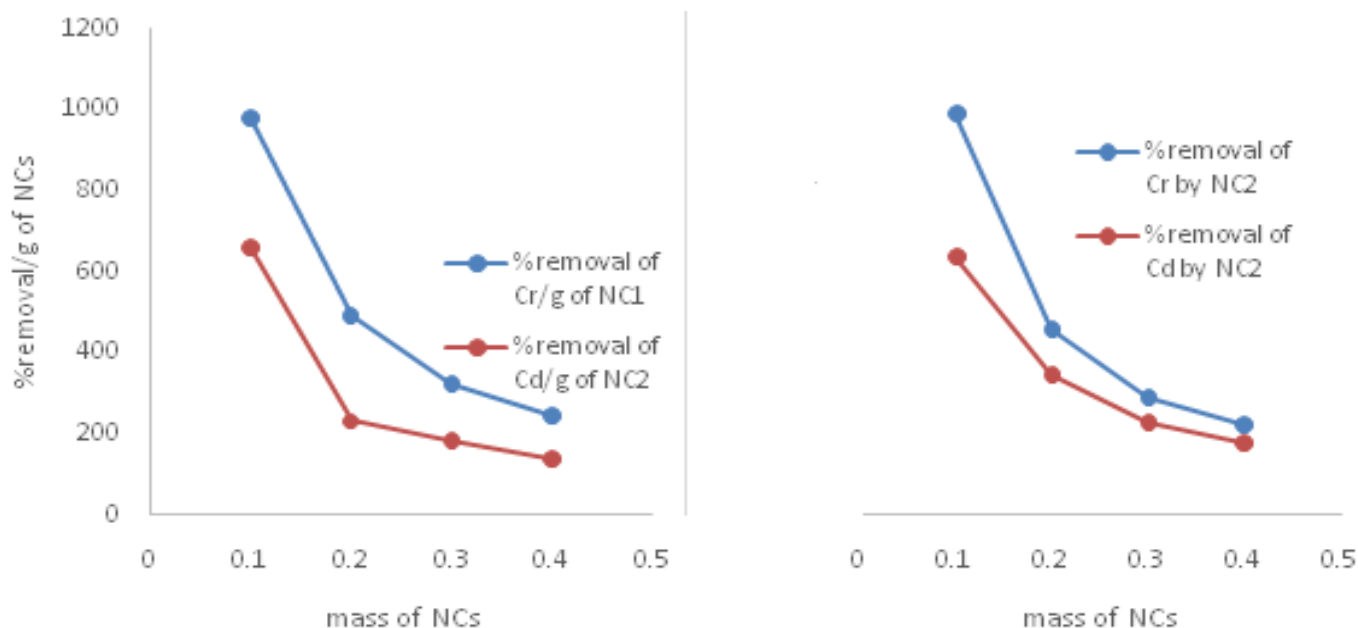 %removal/g of NCs
1200
1000
800
600
400
200
0
0 0.1 0.2 0.3 0.4 0.5
mass of NCs
%removal of
Cr/g of NC1
%removal of
Cd/g of NC2
%removal of
Cr by NC2
%removal of
Cd by NC2
0 0.1 0.2 0.3 0.4 0.5
mass of NCs